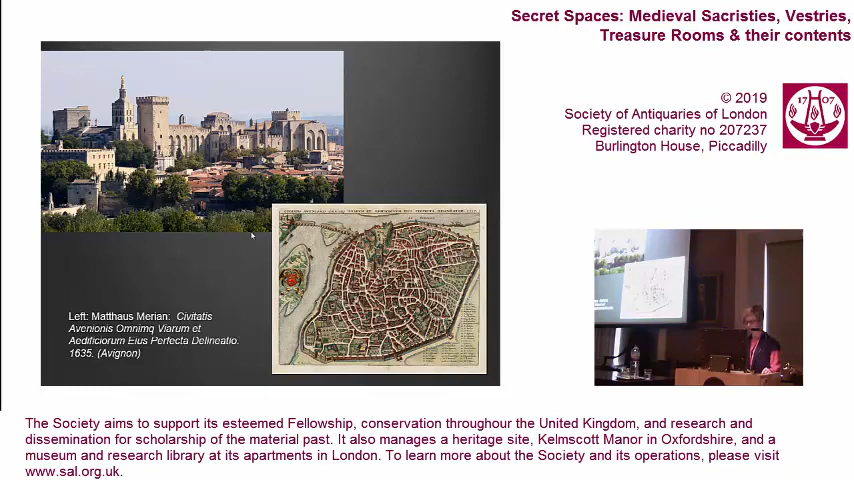 Secret Spaces: Medieval Sacristies, Vestries,
Treasure Rooms & their contents
© 2019
Society of Antiquaries of London
Registered charity no 207237
Burlington House, Piccadilly
17 07
Left: Matthaus Merian: Civitatis
Avenionis Omnimq Viarum et
Aedificiorum Eius Perfecta Delineatio.
1635. (Avignon)
The Society aims to support its esteemed Fellowship, conservation throughour the United Kingdom, and research and
dissemination for scholarship of the material past. It also manages a heritage site, Kelmscott Manor in Oxfordshire, and a
museum and research library at its apartments in London. To learn more about the Society and its operations, please visit
www.sal.org.uk.